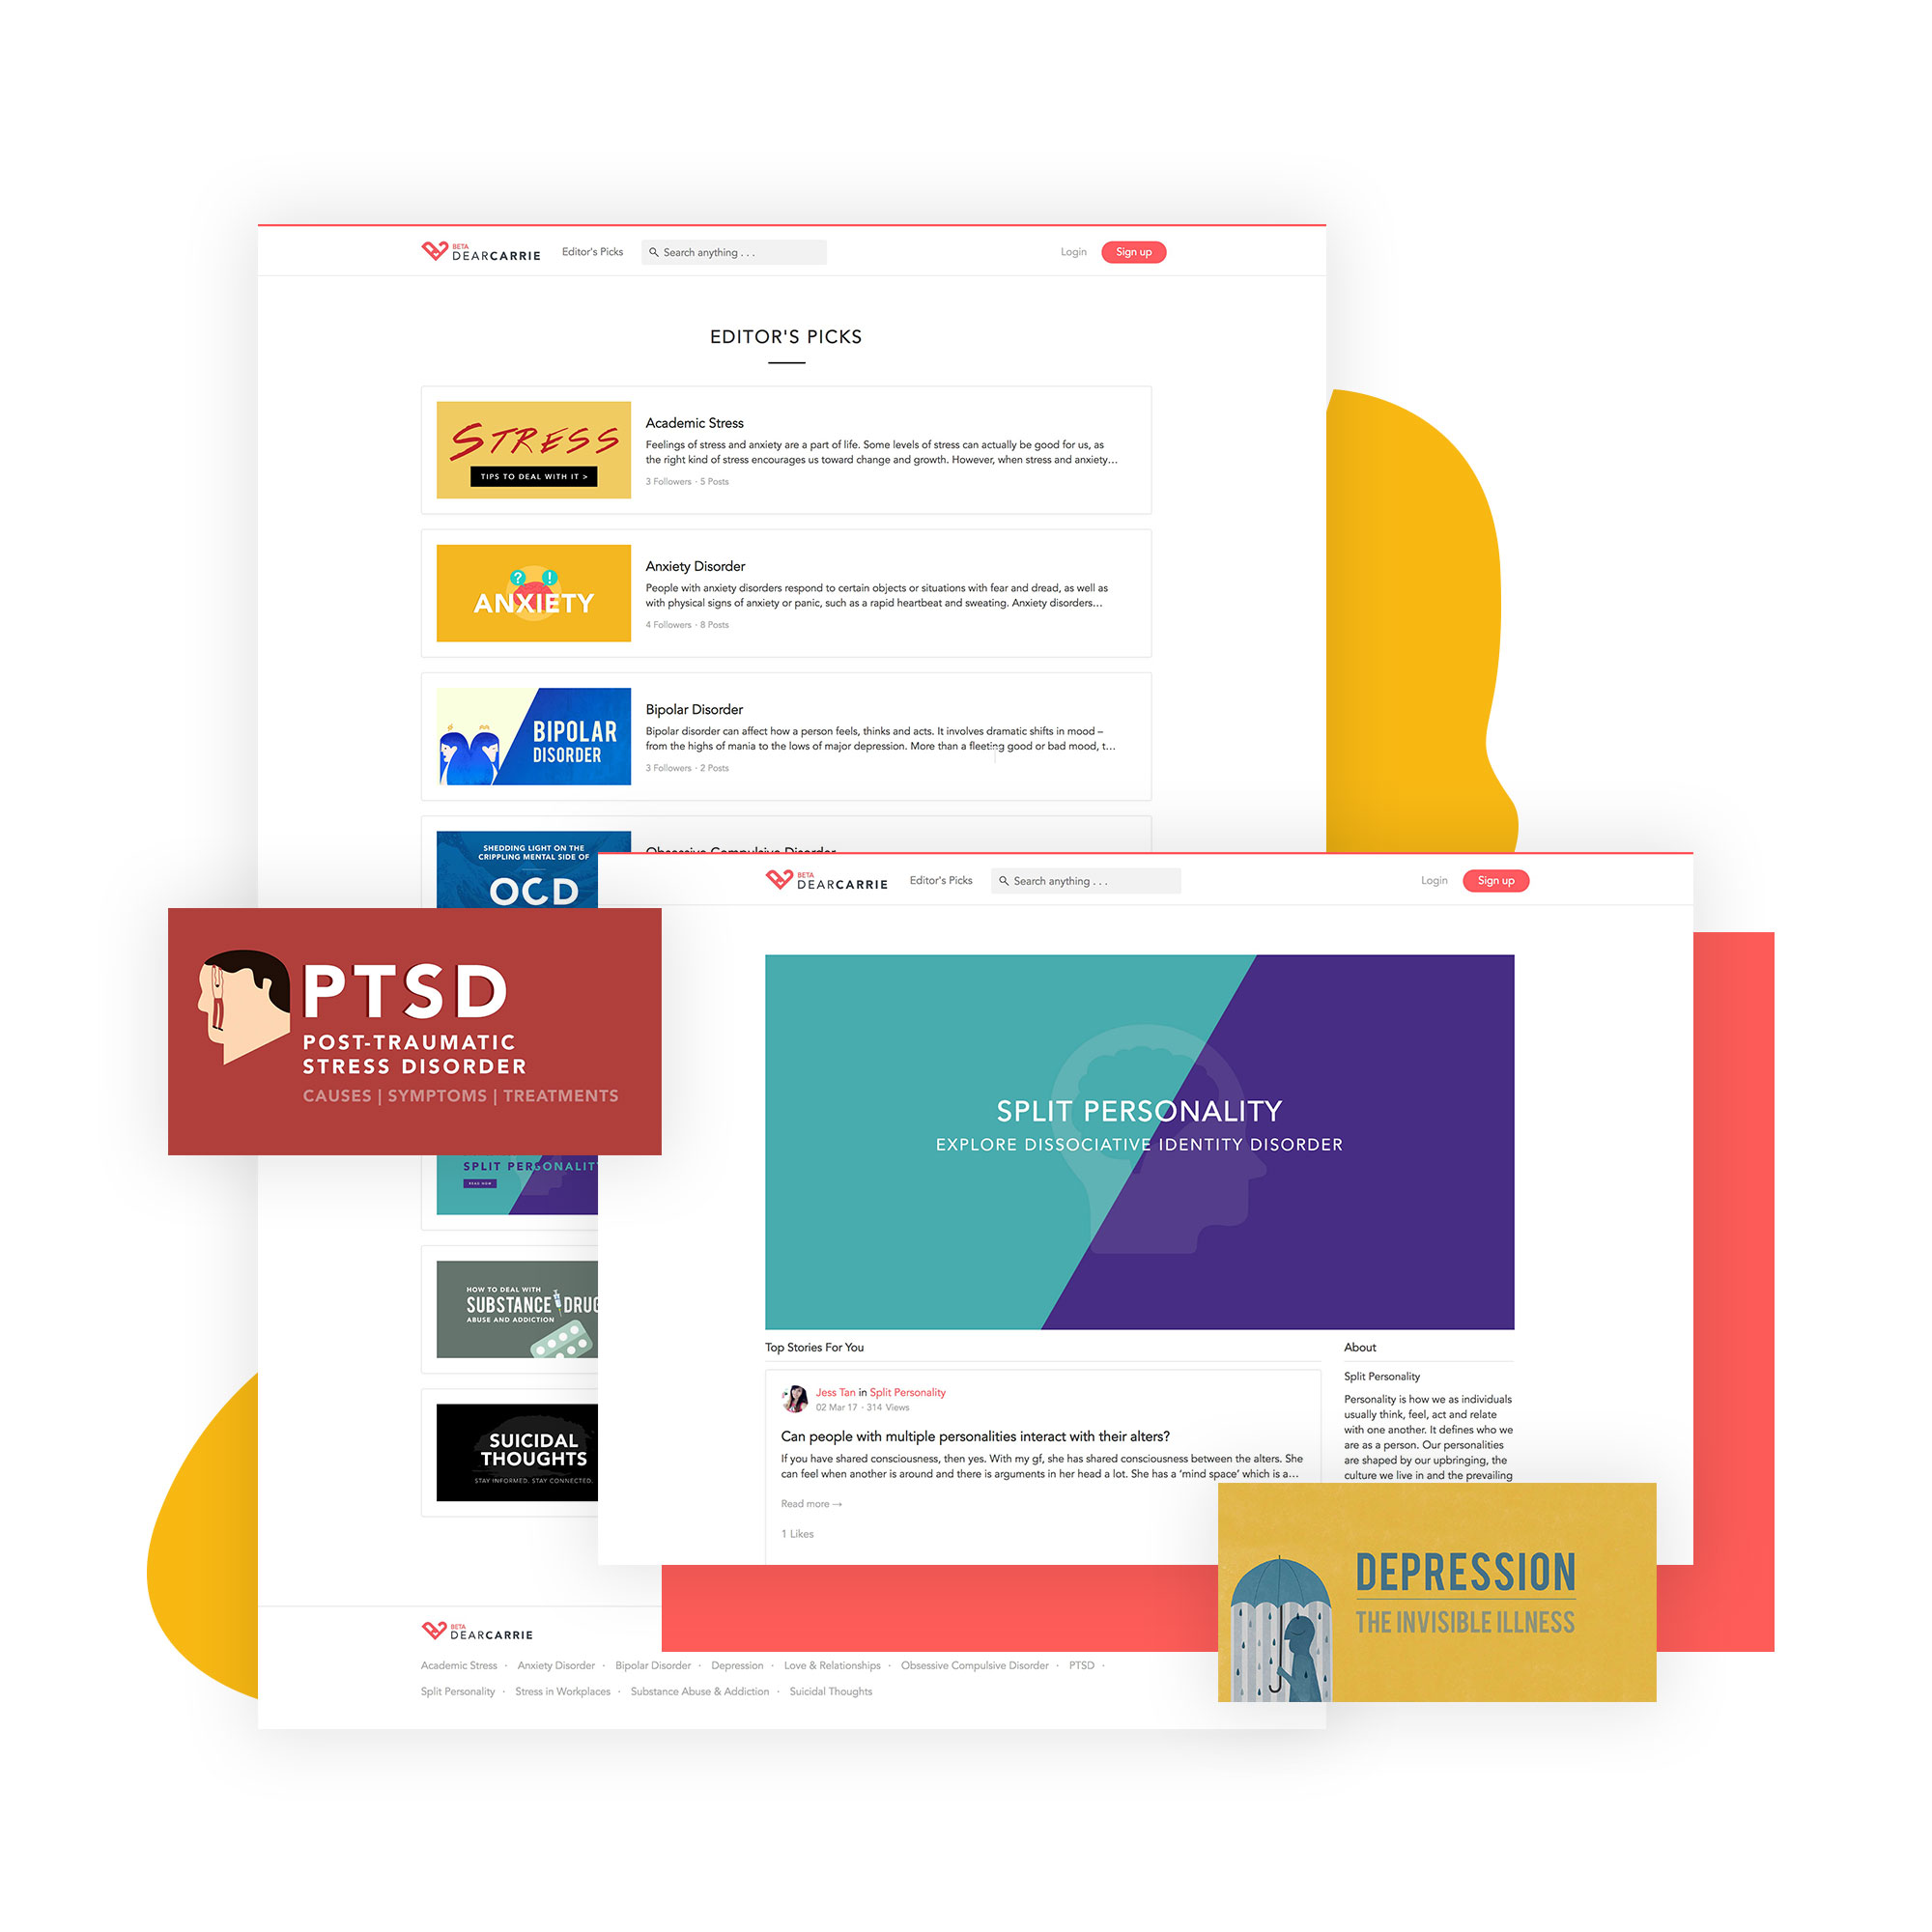 BETA
DEARCARRIE
Editor's Picks
Search anything . . .
Login
Sign up
EDITOR'S PICKS
STRESS
TIPS TO DEAL WITH IT >
Academic Stress
Feelings of stress and anxiety are a part of life. Some levels of stress can actually be good for us, as
the right kind of stress encourages us toward change and growth. However, when stress and anxiety...
3 Followers · 5 Posts
? !
ANXIETY
Anxiety Disorder
People with anxiety disorders respond to certain objects or situations with fear and dread, as well as
with physical signs of anxiety or panic, such as a rapid heartbeat and sweating. Anxiety disorders...
4 Followers · 8 Posts
BIPOLAR
DISORDER
Bipolar Disorder
Bipolar disorder can affect how a person feels, thinks and acts. It involves dramatic shifts in mood –
from the highs of mania to the lows of major depression. More than a fleeting good or bad mood, t...
3 Followers · 2 Posts
SHEDDING LIGHT ON THE
CRIPPLING MENTAL SIDE OF
OCD
Obsessive Compulsive Disorder
PTSD
POST-TRAUMATIC
STRESS DISORDER
CAUSES | SYMPTOMS | TREATMENTS
SPLIT PERSONALITY
READ NOW
HOW TO DEAL WITH
SUBSTANCE DRUG
ABUSE AND ADDICTION
SUICIDAL
THOUGHTS
STAY INFORMED. STAY CONNECTED.
BETA
DEARCARRIE
Editor's Picks
Search anything . . .
Login
Sign up
SPLIT PERSONALITY
EXPLORE DISSOCIATIVE IDENTITY DISORDER
Top Stories For You
Jess Tan in Split Personality
02 Mar 17 · 314 Views
Can people with multiple personalities interact with their alters?
If you have shared consciousness, then yes. With my gf, she has shared consciousness between the alters. She
can feel when another is around and there is arguments in her head a lot. She has a ‘mind space’ which is a...
Read more →
1 Likes
About
Split Personality
Personality is how we as individuals
usually think, feel, act and relate
with one another. It defines who we
are as a person. Our personalities
are shaped by our upbringing, the
culture we live in and the prevailing
DEPRESSION
THE INVISIBLE ILLNESS
BETA
DEARCARRIE
Academic Stress · Anxiety Disorder · Bipolar Disorder · Depression · Love & Relationships · Obsessive Compulsive Disorder · PTSD ·
Split Personality · Stress in Workplaces · Substance Abuse & Addiction · Suicidal Thoughts